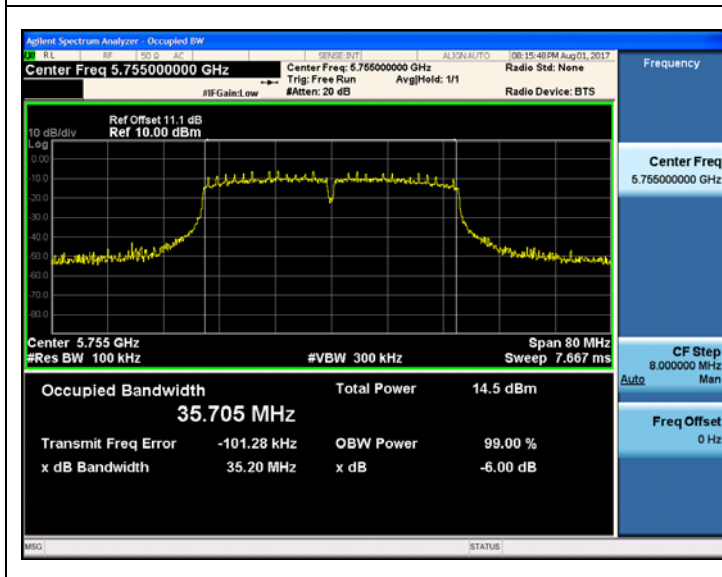 Agilent Spectrum Analyzer - Occupied BW
RL RF 50 Ω AC SENSE:INT ALIGNAUTO 08:15:48 PM Aug 01, 2017
Center Freq 5.755000000 GHz
Center Freq: 5.755000000 GHz
Radio Std: None
Trig: Free Run Avg|Hold: 1/1
#IFGain:Low #Atten: 20 dB Radio Device: BTS
Ref Offset 11.1 dB
10 dB/div Ref 10.00 dBm
Log
0.00
-10.0
-20.0
-30.0
-40.0
-50.0
-60.0
-70.0
-80.0
Center 5.755 GHz Span 80 MHz
#Res BW 100 kHz #VBW 300 kHz Sweep 7.667 ms
Occupied Bandwidth Total Power 14.5 dBm
35.705 MHz
Transmit Freq Error -101.28 kHz OBW Power 99.00 %
x dB Bandwidth 35.20 MHz x dB -6.00 dB
MSG STATUS
Frequency
Center Freq
5.755000000 GHz
CF Step
8.000000 MHz
Auto Man
Freq Offset
0 Hz